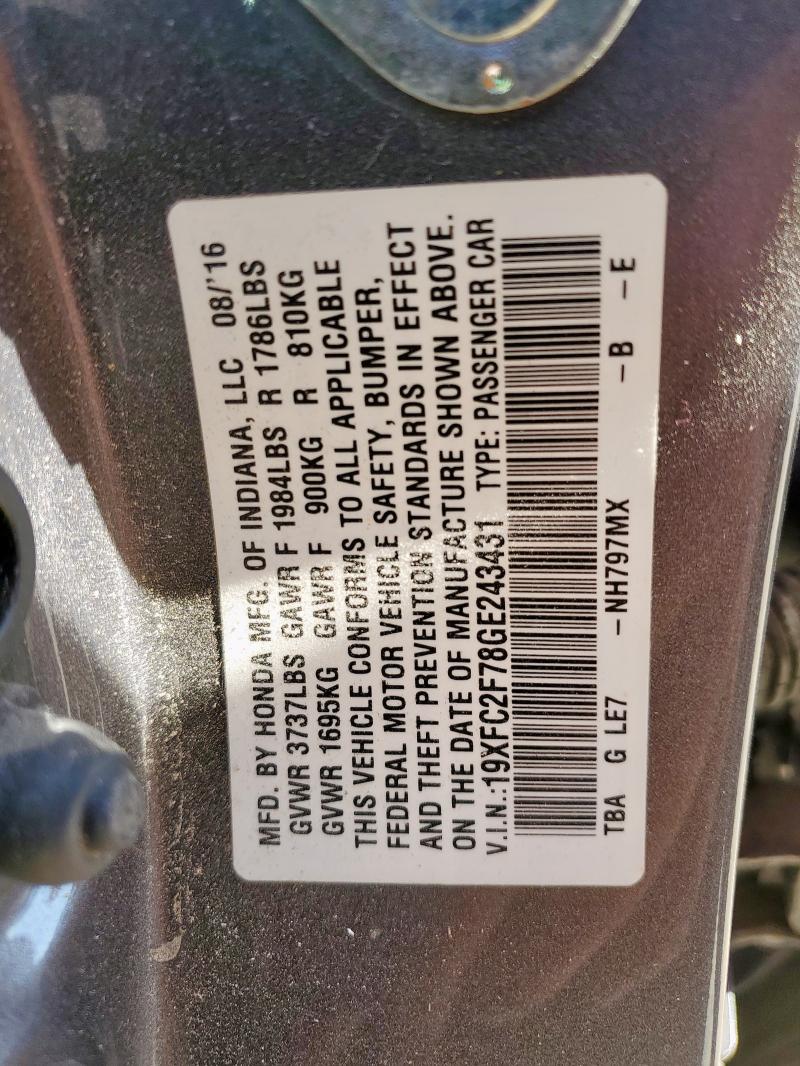 MFD. BY HONDA MFG. OF INDIANA, LLC 08/'16
GVWR 3737LBS GAWR F 1984LBS R 1786LBS
GVWR 1695KG GAWR F 900KG R 810KG
THIS VEHICLE CONFORMS TO ALL APPLICABLE
FEDERAL MOTOR VEHICLE SAFETY, BUMPER,
AND THEFT PREVENTION STANDARDS IN EFFECT
ON THE DATE OF MANUFACTURE SHOWN ABOVE.
V.I.N.:19XFC2F78GE243431 TYPE: PASSENGER CAR
TBA G LE7 -NH797MX -B -E